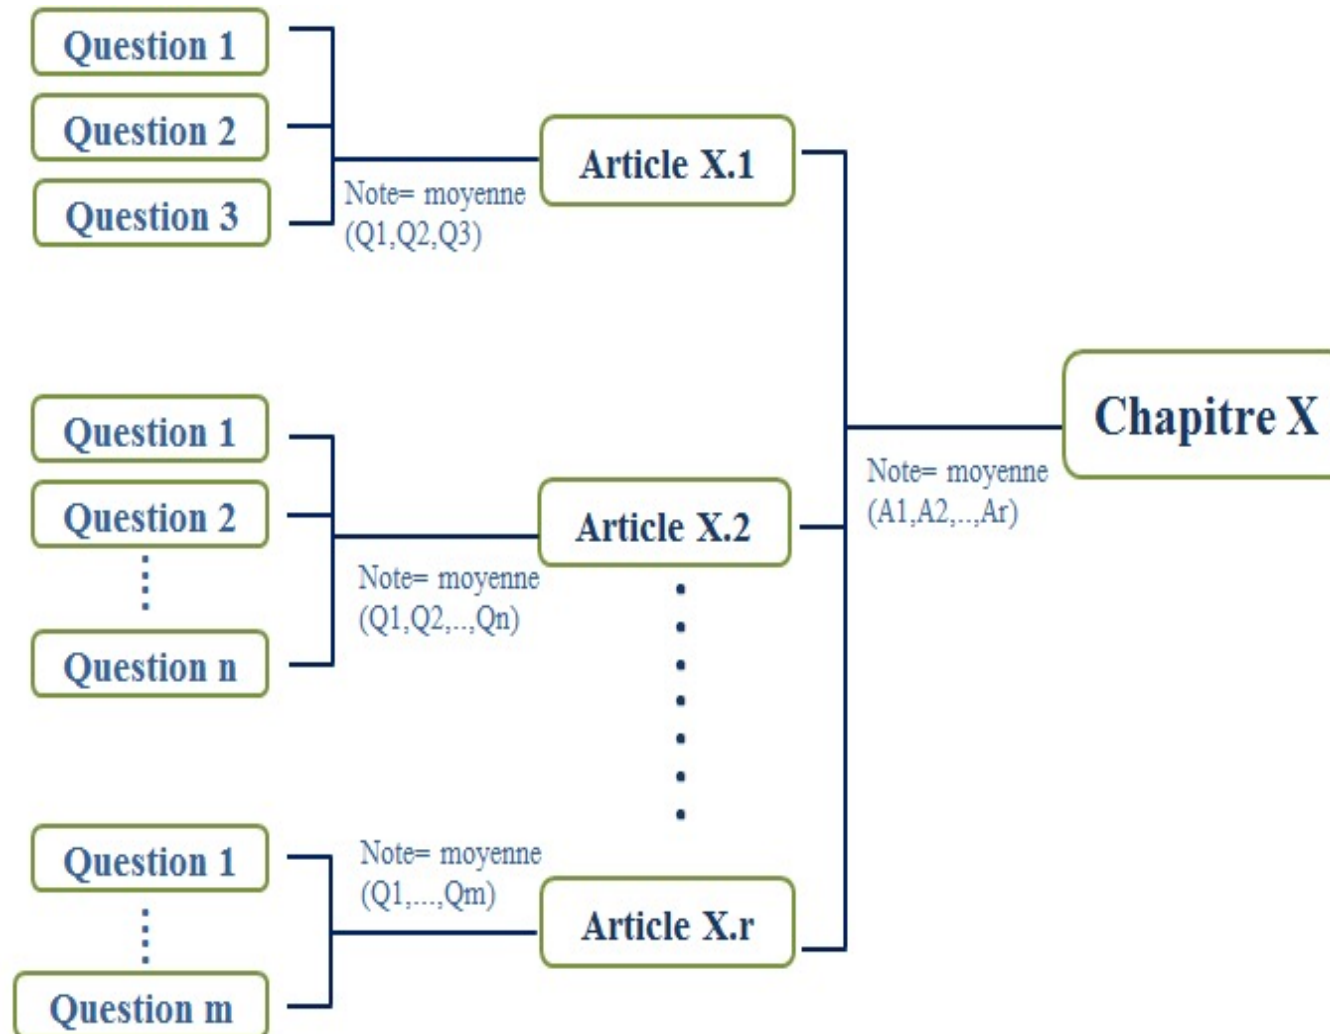 Question 1
Question 2
Question 3
Note= moyenne
(Q1,Q2,Q3)
Article X.1
Question 1
Question 2
Question n
Note= moyenne
(Q1,Q2,..,Qn)
Article X.2
Note= moyenne
(A1,A2,..,Ar)
Chapitre X
Question 1
Question m
Note= moyenne
(Q1,...,Qm)
Article X.r